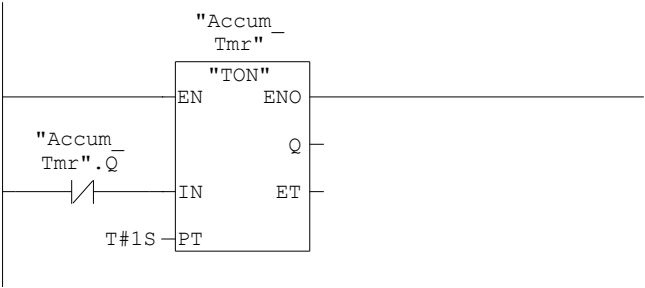 "Accum_
Tmr"
"TON"
EN ENO
"Accum_
Tmr".Q
Q
IN ET
T#1S PT